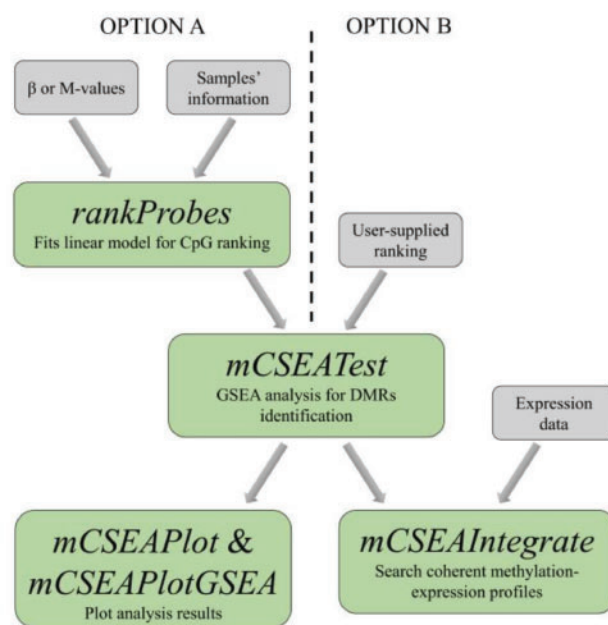 OPTION A
OPTION B
β or M-values
Samples'
information
rankProbes
Fits linear model for CpG ranking
User-supplied
ranking
mCSEATest
GSEA analysis for DMRs
identification
Expression
data
mCSEAPlot &
mCSEAPlotGSEA
Plot analysis results
mCSEAIntegrate
Search coherent methylation-
expression profiles